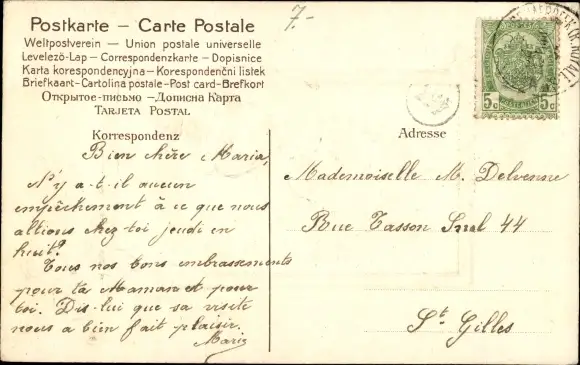 7.-
Postkarte – Carte Postale
Weltpostverein — Union postale universelle
Levelező-Lap — Correspondenzkarte — Dopisnice
Karta korespondencyjna — Korespondenční listek
Briefkaart - Cartolina postale - Post card - Brefkort
Открытое-письмо — Дописна Карта
Tarjeta Postal
Korrespondenz
Bien chère Maria,
N'y a-t-il aucun
empêchement à ce que nous
allions chez toi jeudi en
huit?
Tous nos bons embrassements
pour ta Maman et pour
toi. Dis-lui que sa visite
nous a bien fait plaisir.
Maria
Adresse
Mademoiselle M. Delvenne
Rue Tasson Snel 44
St. Gilles
5c 5c